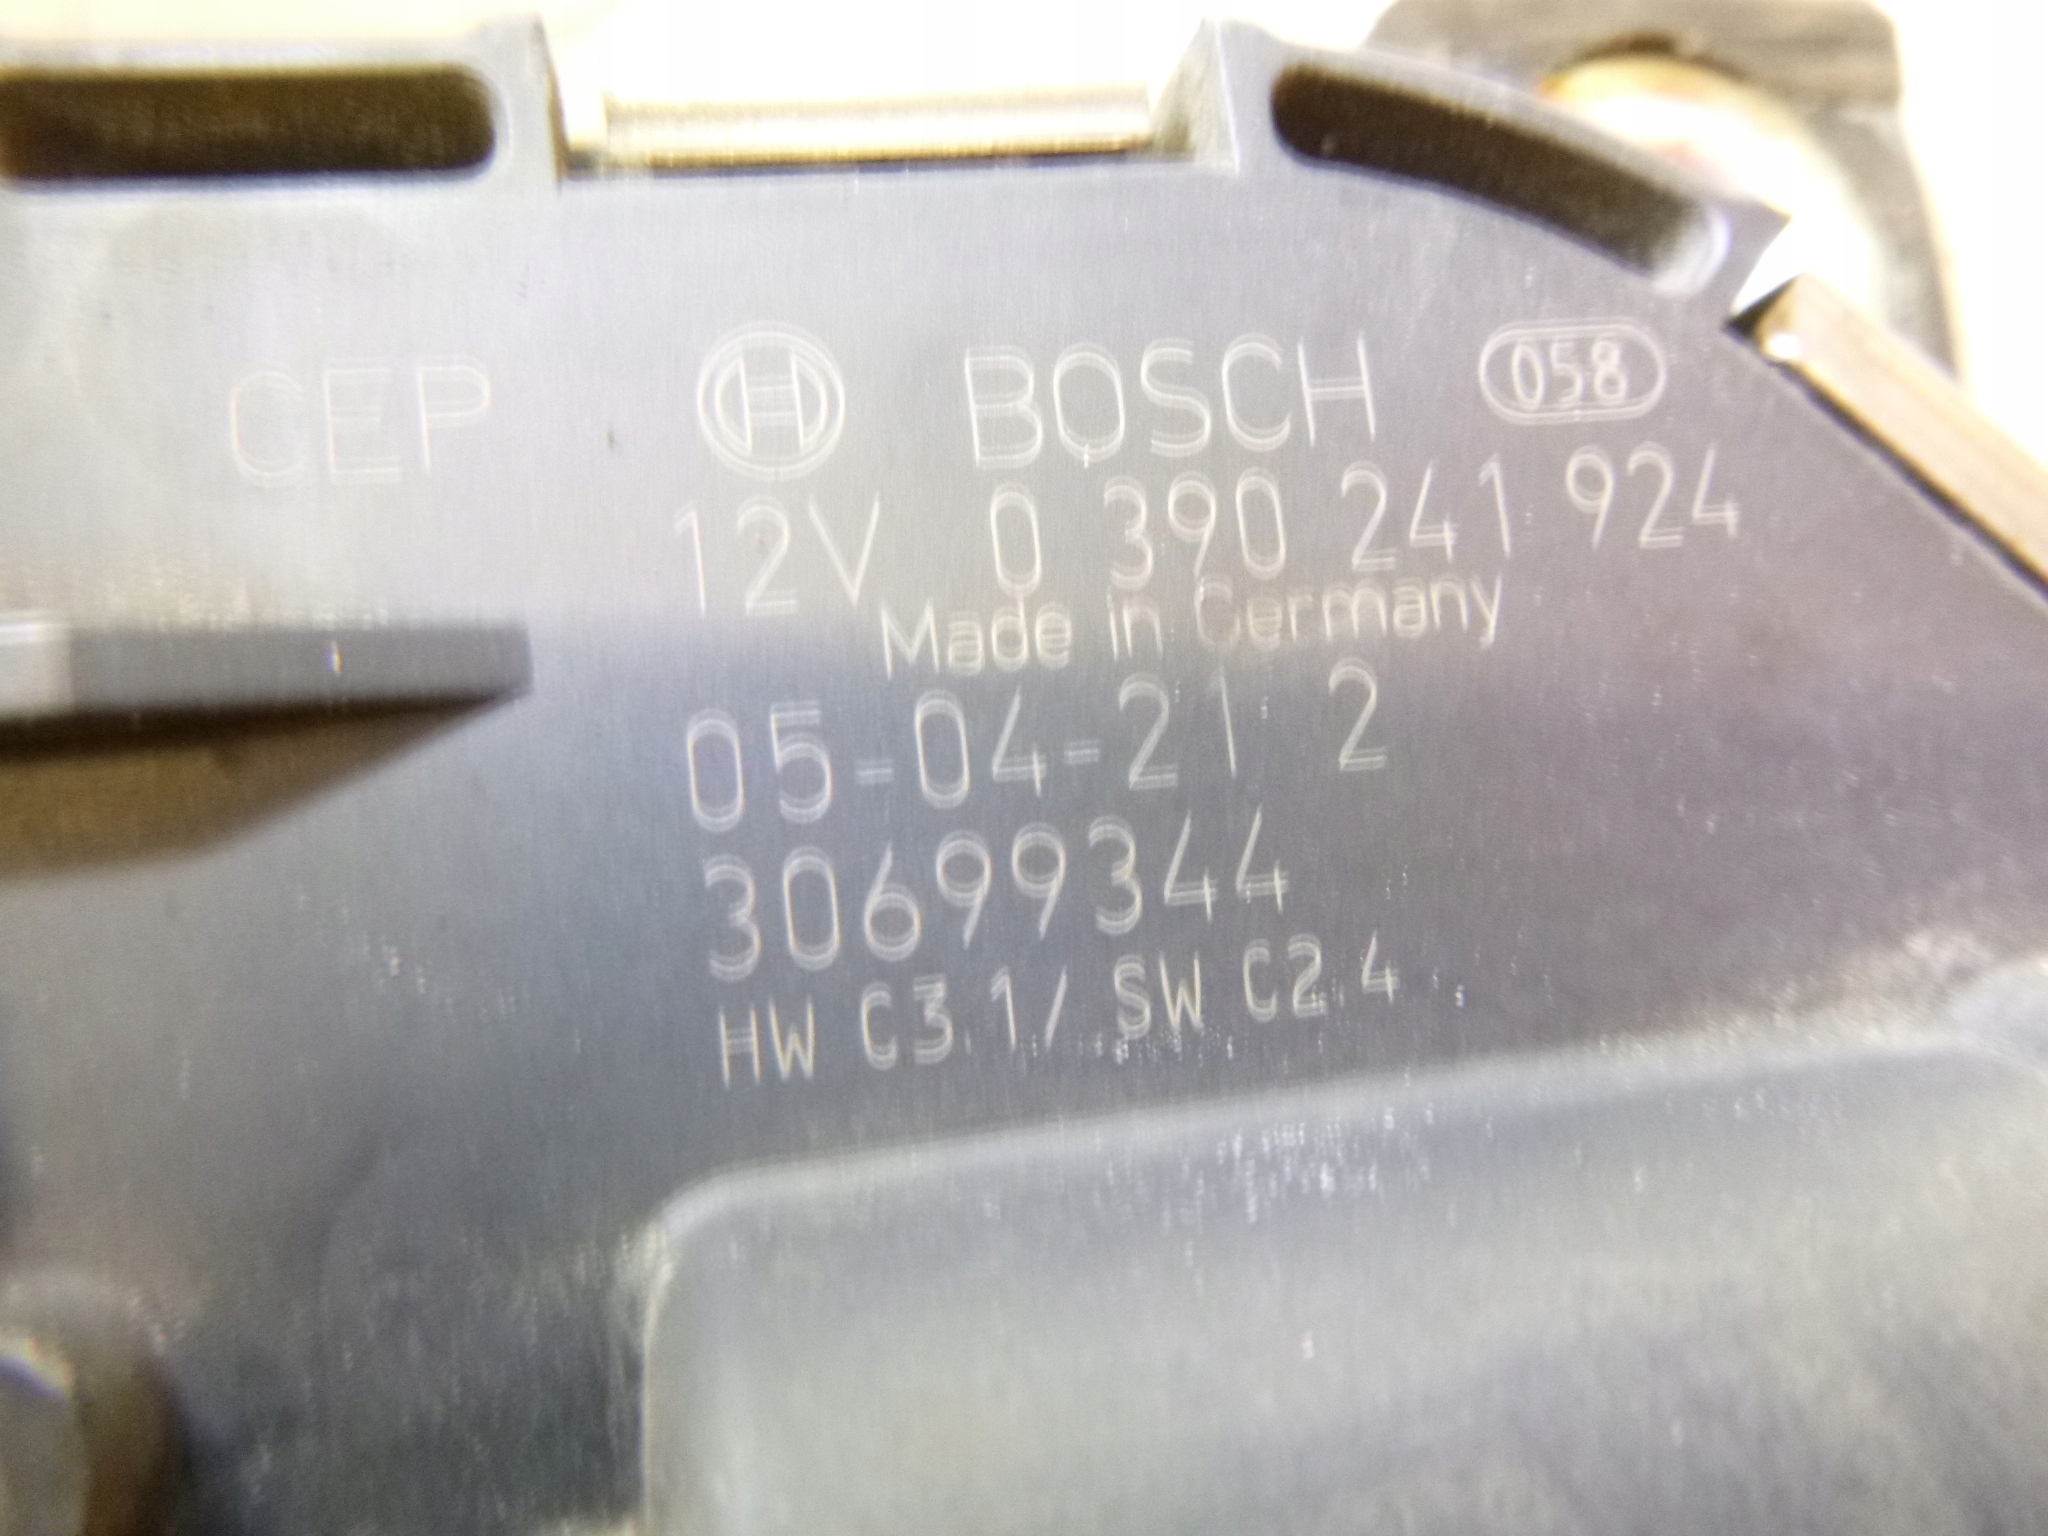 CEP BOSCH 058
12V 0 390 241 924
Made in Germany
05-04-21 2
30699344
HW C3.1/ SW C2.4